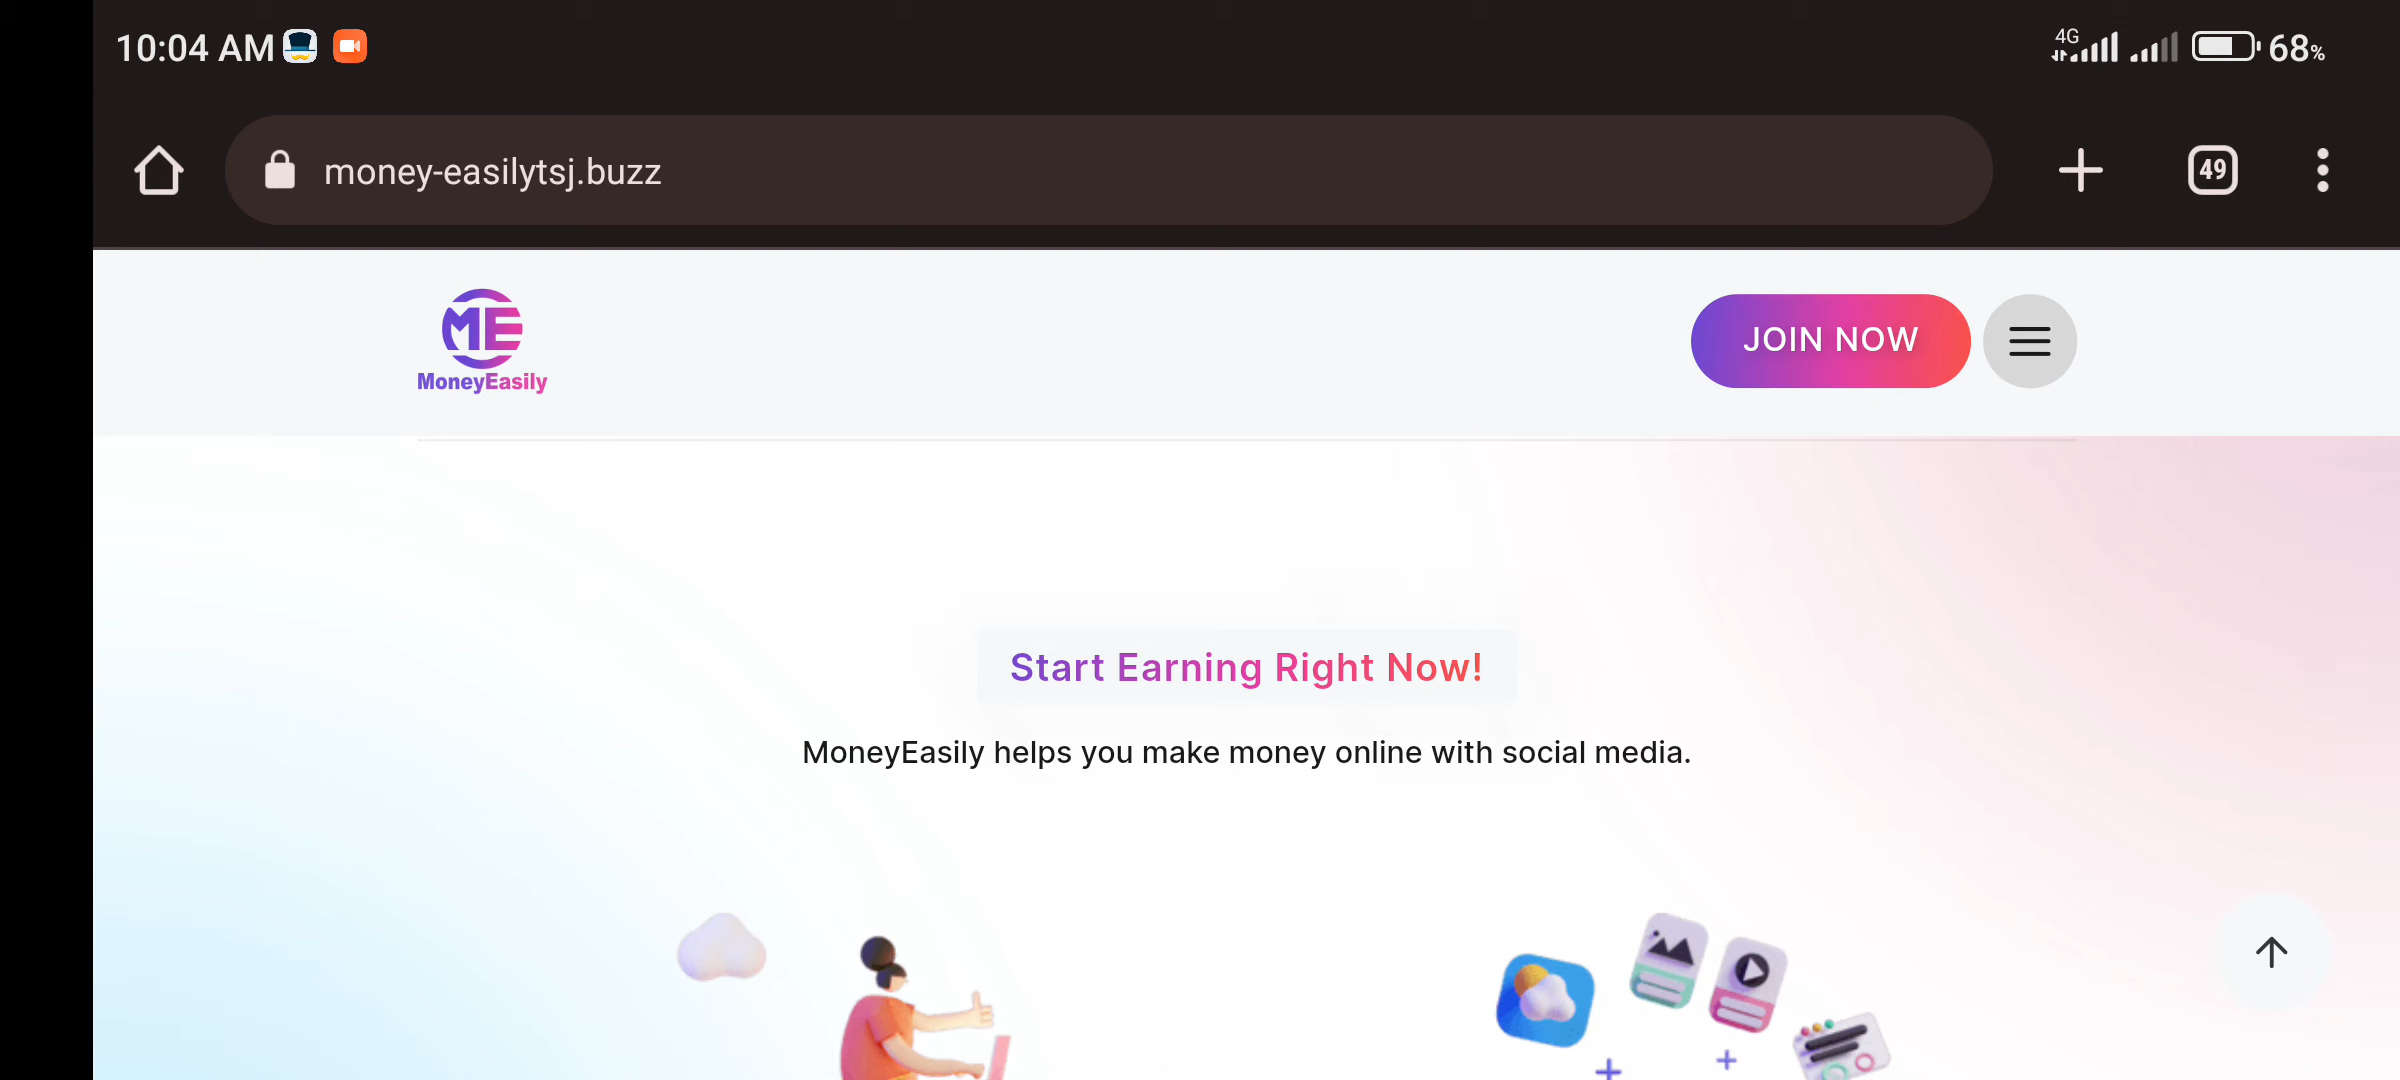 10:04 AM
4G
68%
money-easilytsj.buzz
49
ME
MoneyEasily
JOIN NOW
Start Earning Right Now!
MoneyEasily helps you make money online with social media.